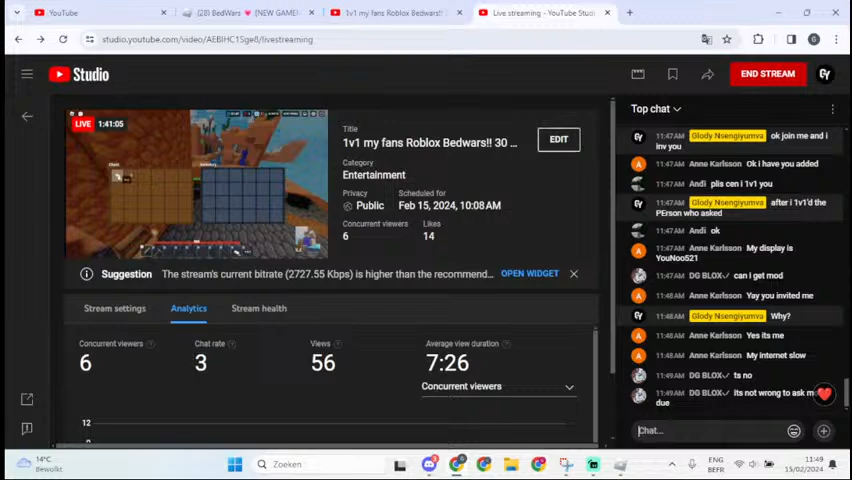 YouTube
(28) BedWars 💗 [NEW GAME!
1v1 my fans Roblox Bedwars!! 30
Live streaming - YouTube Studio
studio.youtube.com/video/AEBIHC1Sge8/livestreaming
G
Studio
END STREAM
GY
LIVE 1:41:05
Title
1v1 my fans Roblox Bedwars!! 30 ...
EDIT
Category
Entertainment
Privacy
Public
Scheduled for
Feb 15, 2024, 10:08 AM
Concurrent viewers
6
Likes
14
Suggestion The stream's current bitrate (2727.55 Kbps) is higher than the recommend... OPEN WIDGET
Stream settings
Analytics
Stream health
Concurrent viewers
6
Chat rate
3
Views
56
Average view duration
7:26
Concurrent viewers
12
Top chat
11:47 AM Glody Nsengiyumva ok join me and i
inv you
11:47 AM Anne Karlsson Ok i have you added
11:47 AM Andi plis cen i 1v1 you
11:47 AM Glody Nsengiyumva after i 1v1'd the
PErson who asked
11:47 AM Andi ok
11:47 AM Anne Karlsson My display is
YouNoo521
11:48 AM DG BLOX can i get mod
11:48 AM Anne Karlsson Yay you invited me
11:48 AM Glody Nsengiyumva Why?
11:48 AM Anne Karlsson Yes its me
11:48 AM Anne Karlsson My internet slow
11:49 AM DG BLOX ts no
11:49 AM DG BLOX its not wrong to ask m
due
Chat...
14°C
Bewolkt
Zoeken
ENG
BEFR
11:49
15/02/2024